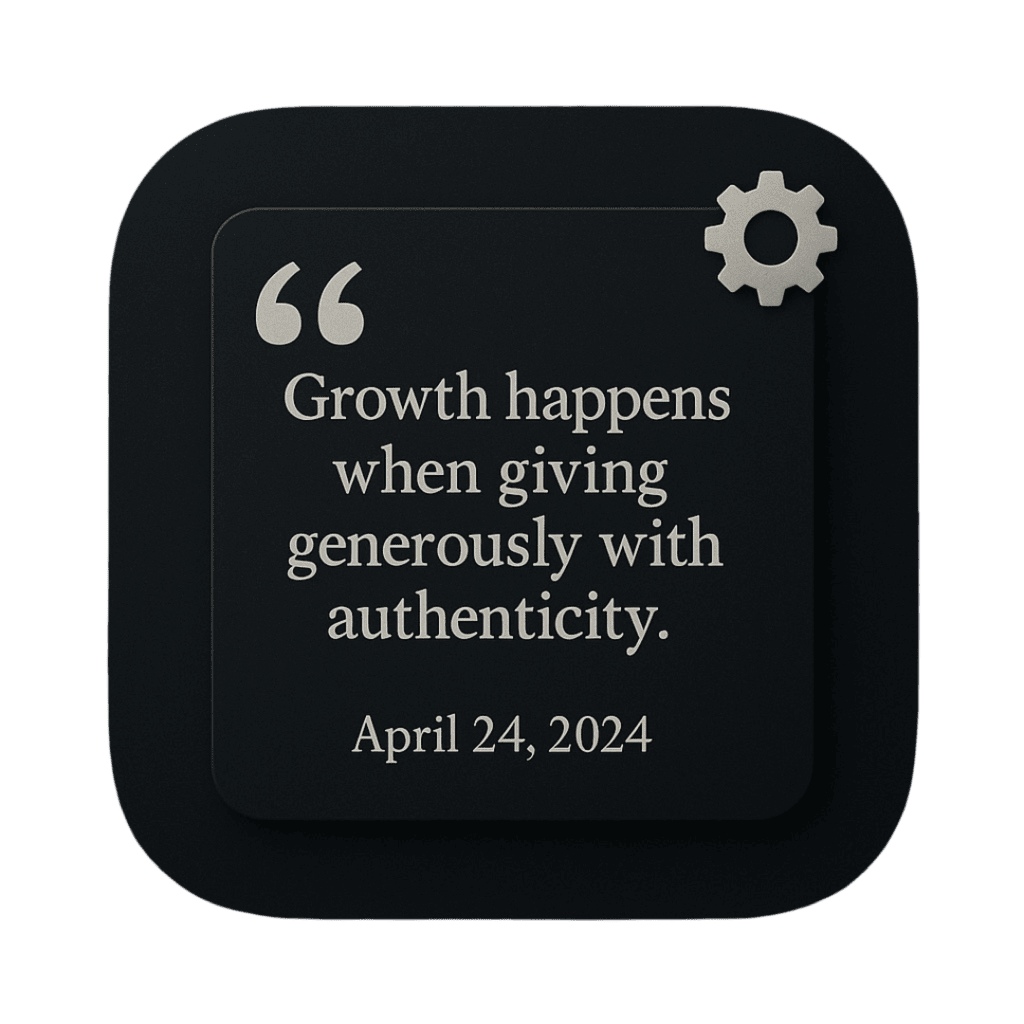 “
Growth happens
when giving
generously with
authenticity.
April 24, 2024